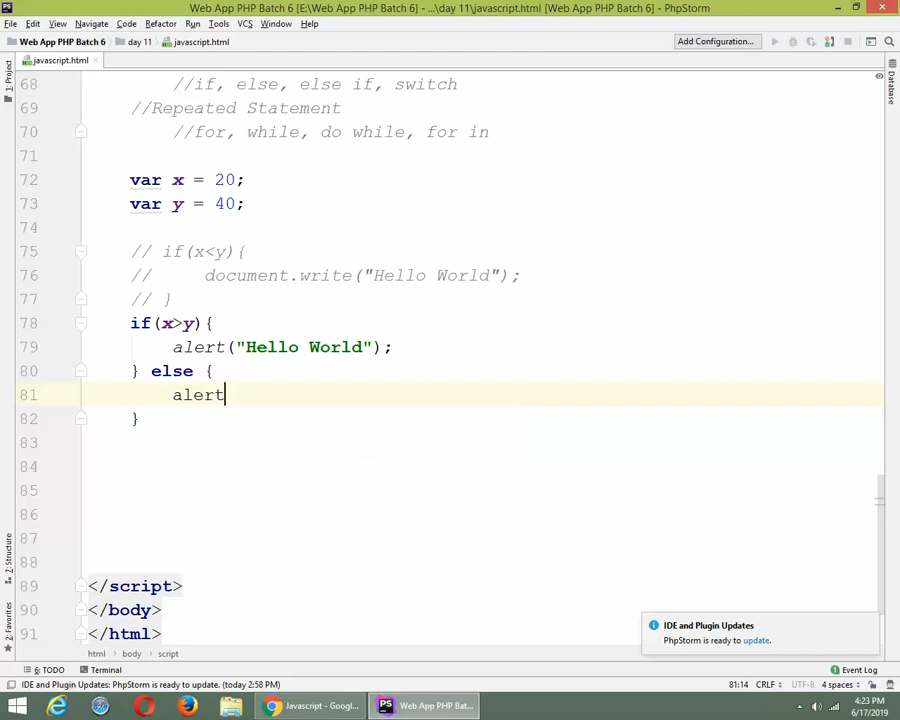 Web App PHP Batch 6 [E:\Web App PHP Batch 6] - ...\day 11\javascript.html [Web App PHP Batch 6] - PhpStorm
File Edit View Navigate Code Refactor Run Tools VCS Window Help
Web App PHP Batch 6 day 11 javascript.html Add Configuration...
javascript.html
1: Project
Database
7: Structure
2: Favorites
68 //if, else, else if, switch
69 //Repeated Statement
70 //for, while, do while, for in
71
72 var x = 20;
73 var y = 40;
74
75 // if(x<y){
76 // document.write("Hello World");
77 // }
78 if(x>y){
79 alert("Hello World");
80 } else {
81 alert
82 }
83
84
85
86
87
88
89 </script>
90 </body>
91 </html>
IDE and Plugin Updates
PhpStorm is ready to update.
html body script
6: TODO Terminal Event Log
IDE and Plugin Updates: PhpStorm is ready to update. (today 2:58 PM) 81:14 CRLF UTF-8 4 spaces
Javascript - Googl... Web App PHP Bat... 4:23 PM
6/17/2019